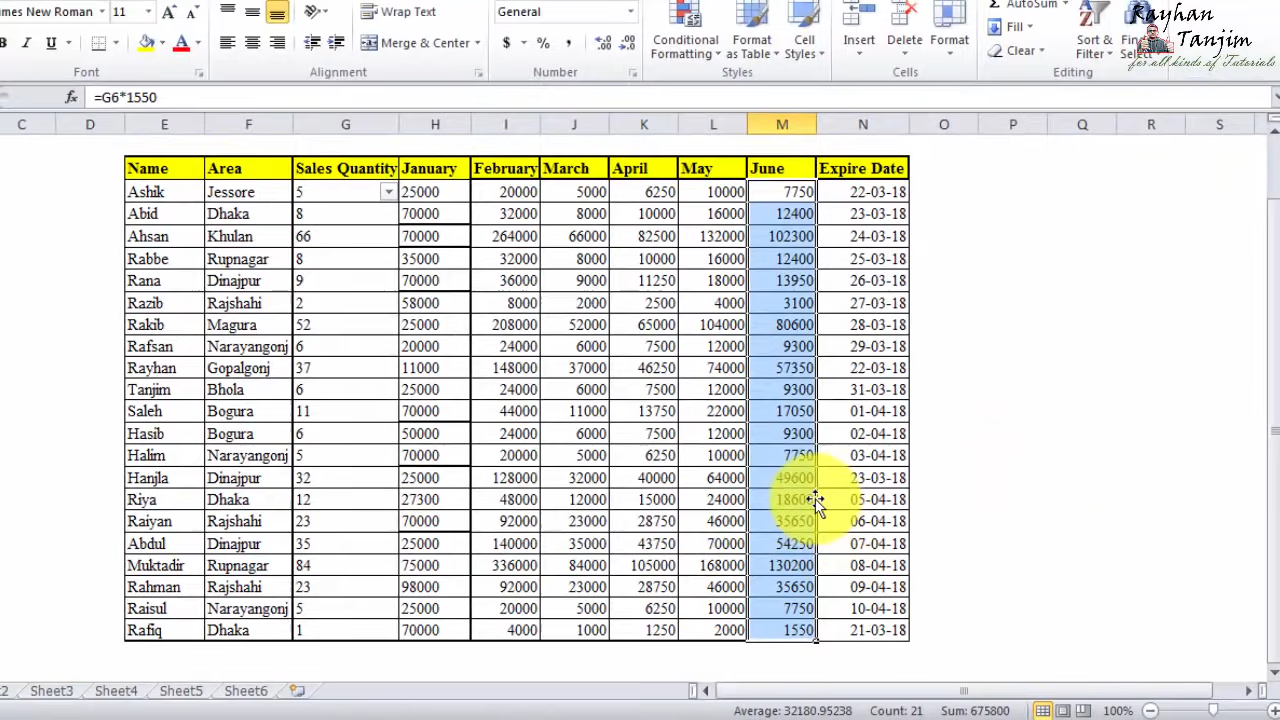 mes New Roman 11 A A Wrap Text General AutoSum
I U A Merge & Center $ % , Conditional Formatting Format as Table Cell Styles Insert Delete Format Fill Clear Sort & Filter Find Select
Rayhan
Tanjim
for all kinds of Tutorials
Font Alignment Number Styles Cells Editing
fx =G6*1550
C D E F G H I J K L M N O P Q R S
Name Area Sales Quantity January February March April May June Expire Date
Ashik Jessore 5 25000 20000 5000 6250 10000 7750 22-03-18
Abid Dhaka 8 70000 32000 8000 10000 16000 12400 23-03-18
Ahsan Khulan 66 70000 264000 66000 82500 132000 102300 24-03-18
Rabbe Rupnagar 8 35000 32000 8000 10000 16000 12400 25-03-18
Rana Dinajpur 9 70000 36000 9000 11250 18000 13950 26-03-18
Razib Rajshahi 2 58000 8000 2000 2500 4000 3100 27-03-18
Rakib Magura 52 25000 208000 52000 65000 104000 80600 28-03-18
Rafsan Narayangonj 6 20000 24000 6000 7500 12000 9300 29-03-18
Rayhan Gopalgonj 37 11000 148000 37000 46250 74000 57350 22-03-18
Tanjim Bhola 6 25000 24000 6000 7500 12000 9300 31-03-18
Saleh Bogura 11 70000 44000 11000 13750 22000 17050 01-04-18
Hasib Bogura 6 50000 24000 6000 7500 12000 9300 02-04-18
Halim Narayangonj 5 70000 20000 5000 6250 10000 7750 03-04-18
Hanjla Dinajpur 32 25000 128000 32000 40000 64000 49600 23-03-18
Riya Dhaka 12 27300 48000 12000 15000 24000 18600 05-04-18
Raiyan Rajshahi 23 70000 92000 23000 28750 46000 35650 06-04-18
Abdul Dinajpur 35 25000 140000 35000 43750 70000 54250 07-04-18
Muktadir Rupnagar 84 75000 336000 84000 105000 168000 130200 08-04-18
Rahman Rajshahi 23 98000 92000 23000 28750 46000 35650 09-04-18
Raisul Narayangonj 5 25000 20000 5000 6250 10000 7750 10-04-18
Rafiq Dhaka 1 70000 4000 1000 1250 2000 1550 21-03-18
2 Sheet3 Sheet4 Sheet5 Sheet6
Average: 32180.95238 Count: 21 Sum: 675800 100%